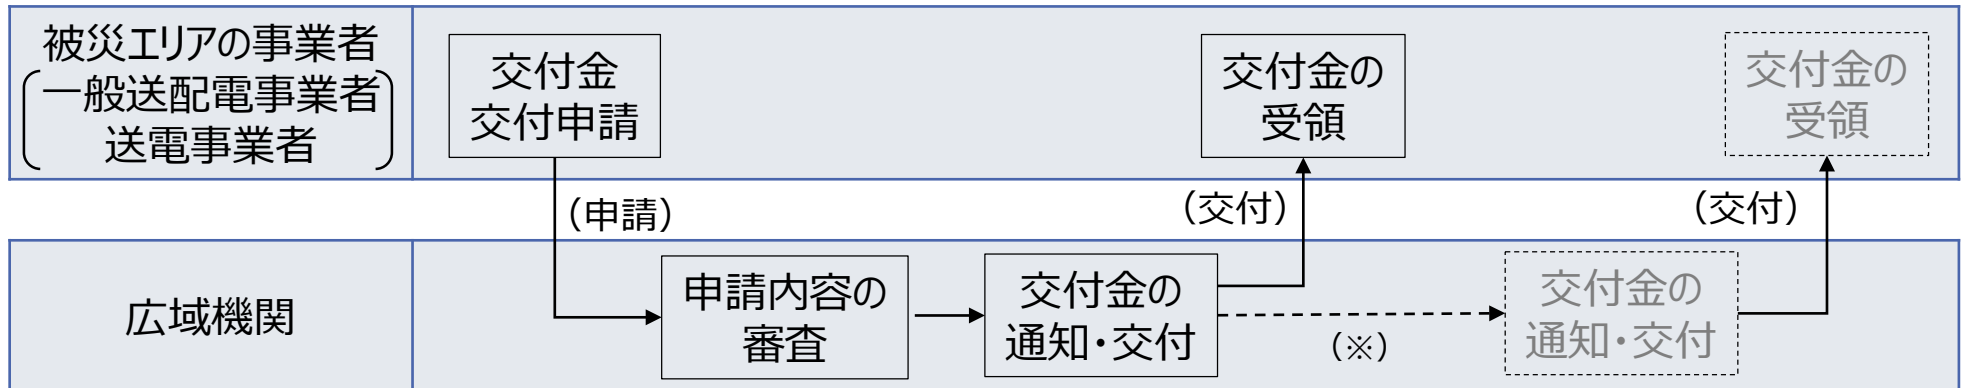 被災エリアの事業者
一般送配電事業者
送電事業者
交付金
交付申請
交付金の
受領
交付金の
受領
（申請）
（交付）
（交付）
広域機関
申請内容の
審査
交付金の
通知・交付
（※）
交付金の
通知・交付